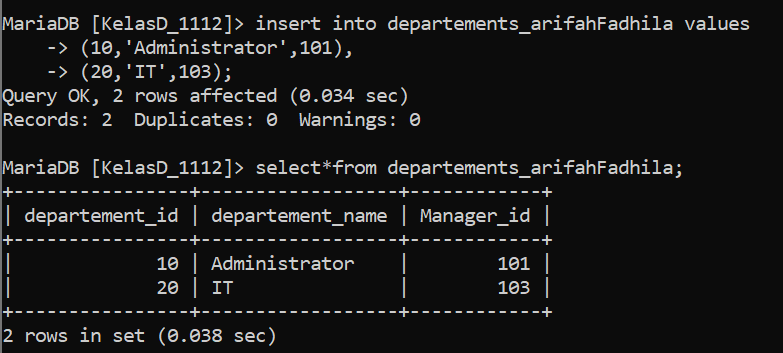 MariaDB [KelasD_1112]> insert into departements_arifahFadhila values
    -> (10,'Administrator',101),
    -> (20,'IT',103);
Query OK, 2 rows affected (0.034 sec)
Records: 2  Duplicates: 0  Warnings: 0

MariaDB [KelasD_1112]> select*from departements_arifahFadhila;
+----------------+------------------+------------+
| departement_id | departement_name | Manager_id |
+----------------+------------------+------------+
|             10 | Administrator    |        101 |
|             20 | IT               |        103 |
+----------------+------------------+------------+
2 rows in set (0.038 sec)